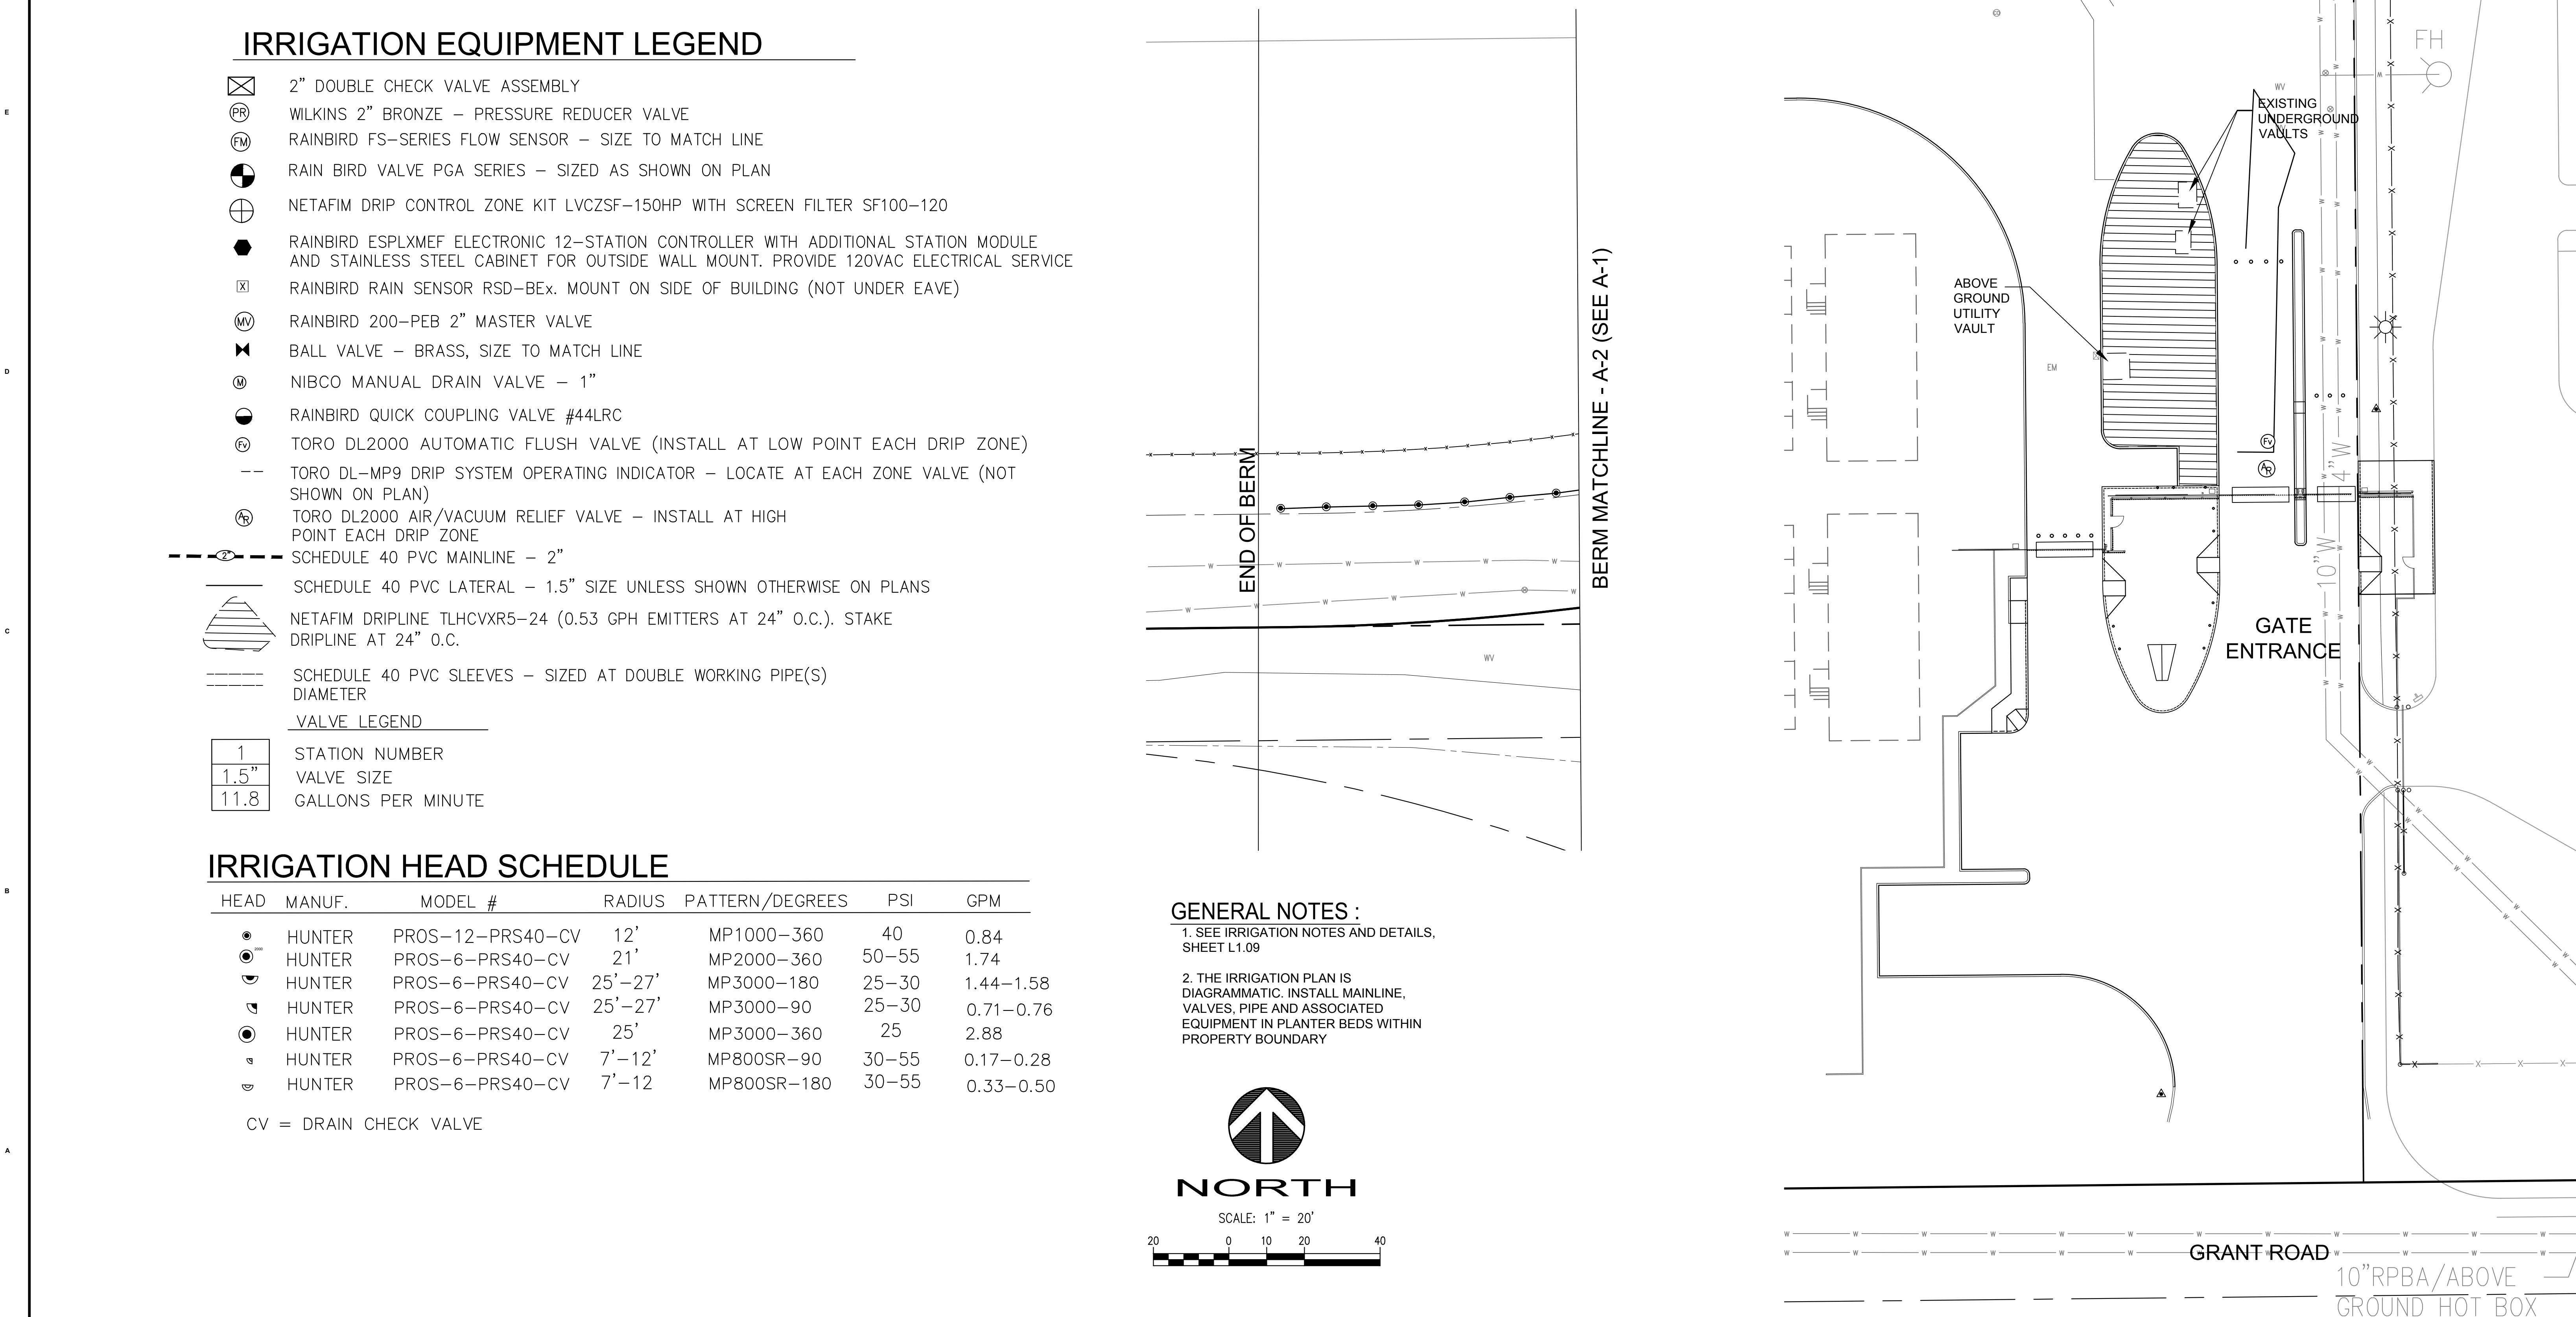 IRRIGATION EQUIPMENT LEGEND
2” DOUBLE CHECK VALVE ASSEMBLY
PR WILKINS 2” BRONZE – PRESSURE REDUCER VALVE
FM RAINBIRD FS–SERIES FLOW SENSOR – SIZE TO MATCH LINE
RAIN BIRD VALVE PGA SERIES – SIZED AS SHOWN ON PLAN
NETAFIM DRIP CONTROL ZONE KIT LVCZSF–150HP WITH SCREEN FILTER SF100–120
RAINBIRD ESPLXMEF ELECTRONIC 12–STATION CONTROLLER WITH ADDITIONAL STATION MODULE
AND STAINLESS STEEL CABINET FOR OUTSIDE WALL MOUNT. PROVIDE 120VAC ELECTRICAL SERVICE
X RAINBIRD RAIN SENSOR RSD–BEx. MOUNT ON SIDE OF BUILDING (NOT UNDER EAVE)
MV RAINBIRD 200–PEB 2” MASTER VALVE
BALL VALVE – BRASS, SIZE TO MATCH LINE
M NIBCO MANUAL DRAIN VALVE – 1”
RAINBIRD QUICK COUPLING VALVE #44LRC
Fv TORO DL2000 AUTOMATIC FLUSH VALVE (INSTALL AT LOW POINT EACH DRIP ZONE)
TORO DL–MP9 DRIP SYSTEM OPERATING INDICATOR – LOCATE AT EACH ZONE VALVE (NOT
SHOWN ON PLAN)
AR TORO DL2000 AIR/VACUUM RELIEF VALVE – INSTALL AT HIGH
POINT EACH DRIP ZONE
2” SCHEDULE 40 PVC MAINLINE – 2”
SCHEDULE 40 PVC LATERAL – 1.5” SIZE UNLESS SHOWN OTHERWISE ON PLANS
NETAFIM DRIPLINE TLHCVXR5–24 (0.53 GPH EMITTERS AT 24” O.C.). STAKE
DRIPLINE AT 24” O.C.
SCHEDULE 40 PVC SLEEVES – SIZED AT DOUBLE WORKING PIPE(S)
DIAMETER
VALVE LEGEND
1 STATION NUMBER
1.5” VALVE SIZE
11.8 GALLONS PER MINUTE
IRRIGATION HEAD SCHEDULE
HEAD MANUF. MODEL # RADIUS PATTERN/DEGREES PSI GPM
HUNTER PROS–12–PRS40–CV 12’ MP1000–360 40 0.84
HUNTER PROS–6–PRS40–CV 21’ MP2000–360 50–55 1.74
HUNTER PROS–6–PRS40–CV 25’–27’ MP3000–180 25–30 1.44–1.58
HUNTER PROS–6–PRS40–CV 25’–27’ MP3000–90 25–30 0.71–0.76
HUNTER PROS–6–PRS40–CV 25’ MP3000–360 25 2.88
HUNTER PROS–6–PRS40–CV 7’–12’ MP800SR–90 30–55 0.17–0.28
HUNTER PROS–6–PRS40–CV 7’–12 MP800SR–180 30–55 0.33–0.50
CV = DRAIN CHECK VALVE
E
D
C
B
A
END OF BERM
BERM MATCHLINE - A-2 (SEE A-1)
WV
GENERAL NOTES :
1. SEE IRRIGATION NOTES AND DETAILS,
SHEET L1.09
2. THE IRRIGATION PLAN IS
DIAGRAMMATIC. INSTALL MAINLINE,
VALVES, PIPE AND ASSOCIATED
EQUIPMENT IN PLANTER BEDS WITHIN
PROPERTY BOUNDARY
NORTH
SCALE: 1” = 20’
20 0 10 20 40
FH
WV
EXISTING
UNDERGROUND
VAULTS
ABOVE
GROUND
UTILITY
VAULT
EM
Fv
AR
4”W
10”W
GATE
ENTRANCE
GRANT ROAD
10”RPBA/ABOVE
GROUND HOT BOX